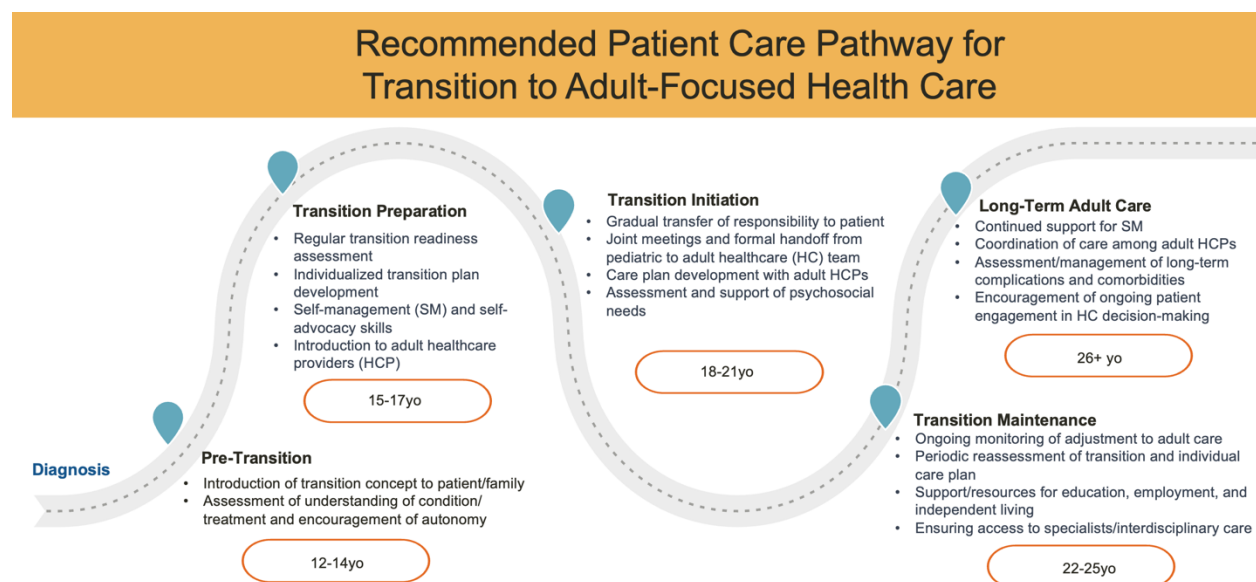 Recommended Patient Care Pathway for
Transition to Adult-Focused Health Care
Diagnosis
Pre-Transition
• Introduction of transition concept to patient/family
• Assessment of understanding of condition/
treatment and encouragement of autonomy
12-14yo
Transition Preparation
• Regular transition readiness
assessment
• Individualized transition plan
development
• Self-management (SM) and self-
advocacy skills
• Introduction to adult healthcare
providers (HCP)
15-17yo
Transition Initiation
• Gradual transfer of responsibility to patient
• Joint meetings and formal handoff from
pediatric to adult healthcare (HC) team
• Care plan development with adult HCPs
• Assessment and support of psychosocial
needs
18-21yo
Transition Maintenance
• Ongoing monitoring of adjustment to adult care
• Periodic reassessment of transition and individual
care plan
• Support/resources for education, employment, and
independent living
• Ensuring access to specialists/interdisciplinary care
22-25yo
Long-Term Adult Care
• Continued support for SM
• Coordination of care among adult HCPs
• Assessment/management of long-term
complications and comorbidities
• Encouragement of ongoing patient
engagement in HC decision-making
26+ yo